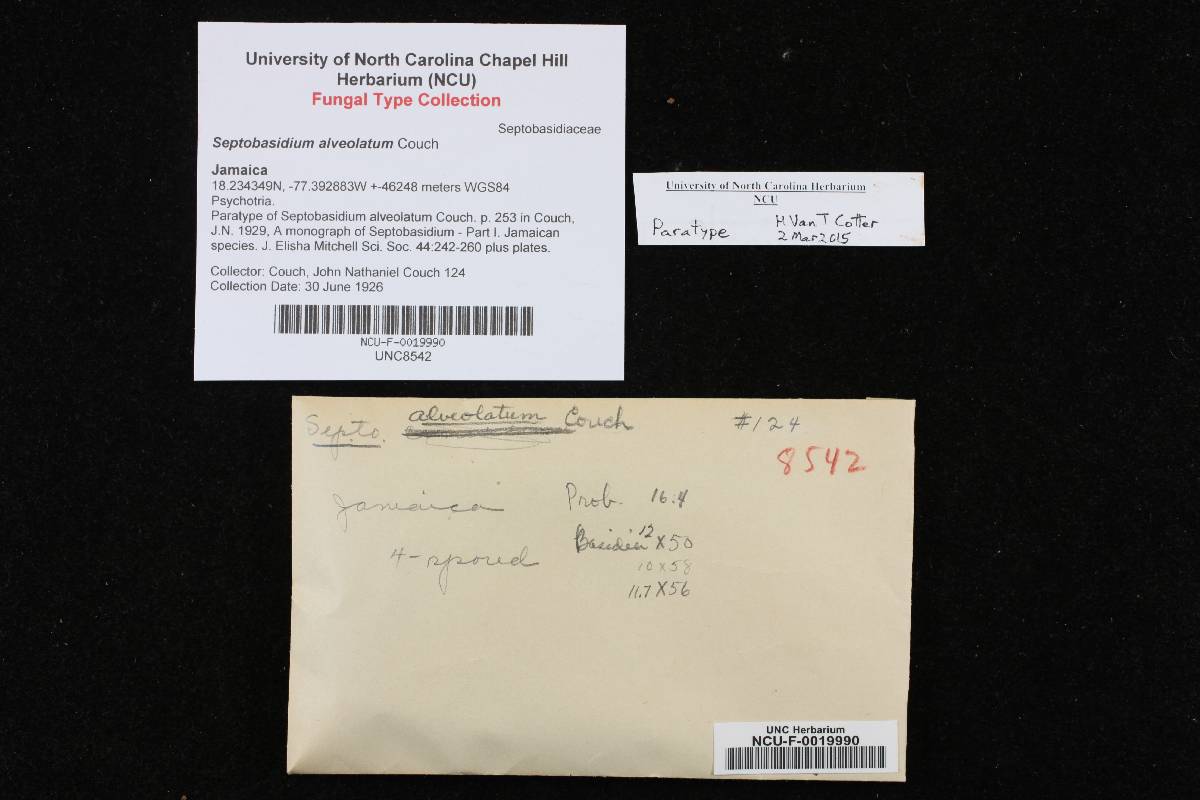 University of North Carolina Chapel Hill
Herbarium (NCU)
Fungal Type Collection
Septobasidiaceae
Septobasidium alveolatum Couch
Jamaica
18.234349N, -77.392883W +-46248 meters WGS84
Psychotria.
Paratype of Septobasidium alveolatum Couch. p. 253 in Couch,
J.N. 1929, A monograph of Septobasidium - Part I. Jamaican
species. J. Elisha Mitchell Sci. Soc. 44:242-260 plus plates.
Collector: Couch, John Nathaniel Couch 124
Collection Date: 30 June 1926
NCU-F-0019990
UNC8542
University of North Carolina Herbarium
NCU
Paratype H Van T Cotter
2 Mar 2015
Septo. alveolatum Couch #124
8542
Jamaica Prob. 16.4
4-spored Basidia 12 X 50
10 X 58
11.7 X 56
UNC Herbarium
NCU-F-0019990